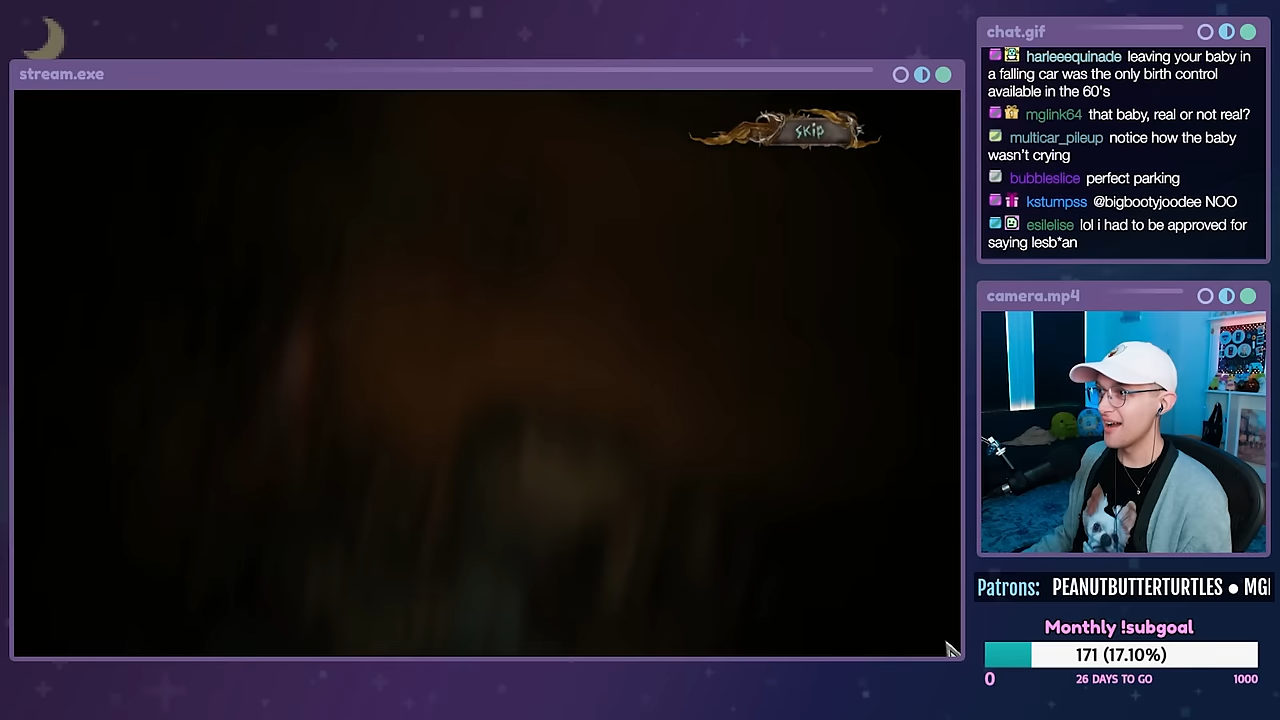 stream.exe
SKIP
chat.gif
harleeequinade leaving your baby in
a falling car was the only birth control
available in the 60's
mglink64 that baby, real or not real?
multicar_pileup notice how the baby
wasn't crying
bubbleslice perfect parking
kstumpss @bigbootyjoodee NOO
esilelise lol i had to be approved for
saying lesb*an
camera.mp4
Patrons: PEANUTBUTTERTURTLES ● MG
Monthly !subgoal
171 (17.10%)
0 26 DAYS TO GO 1000